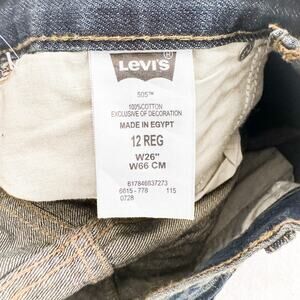 LEVI'S®
505™
100%COTTON
EXCLUSIVE OF DECORATION
MADE IN EGYPT
12 REG
W26"
W66 CM
B17846637273
6615-778 115
0728